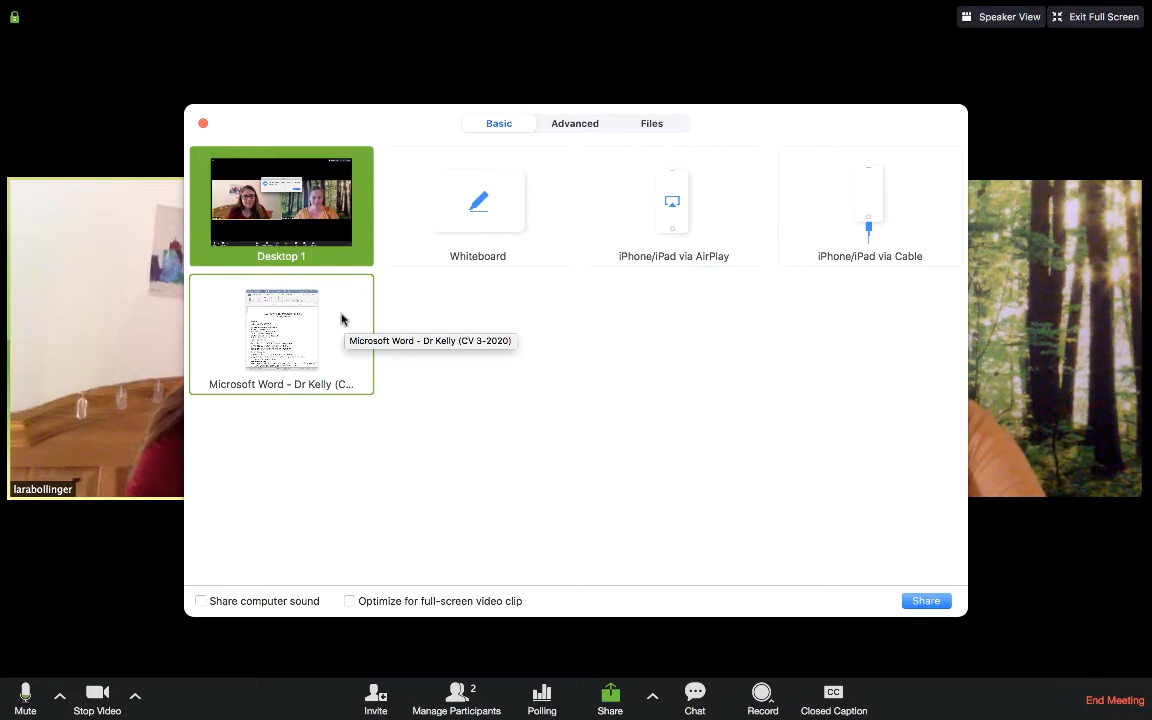 Speaker View Exit Full Screen
Basic Advanced Files
Desktop 1 Whiteboard iPhone/iPad via AirPlay iPhone/iPad via Cable
Microsoft Word - Dr Kelly (CV 3-2020)
Microsoft Word - Dr Kelly (C...
larabollinger
Share computer sound Optimize for full-screen video clip Share
2
CC
Mute Stop Video Invite Manage Participants Polling Share Chat Record Closed Caption End Meeting